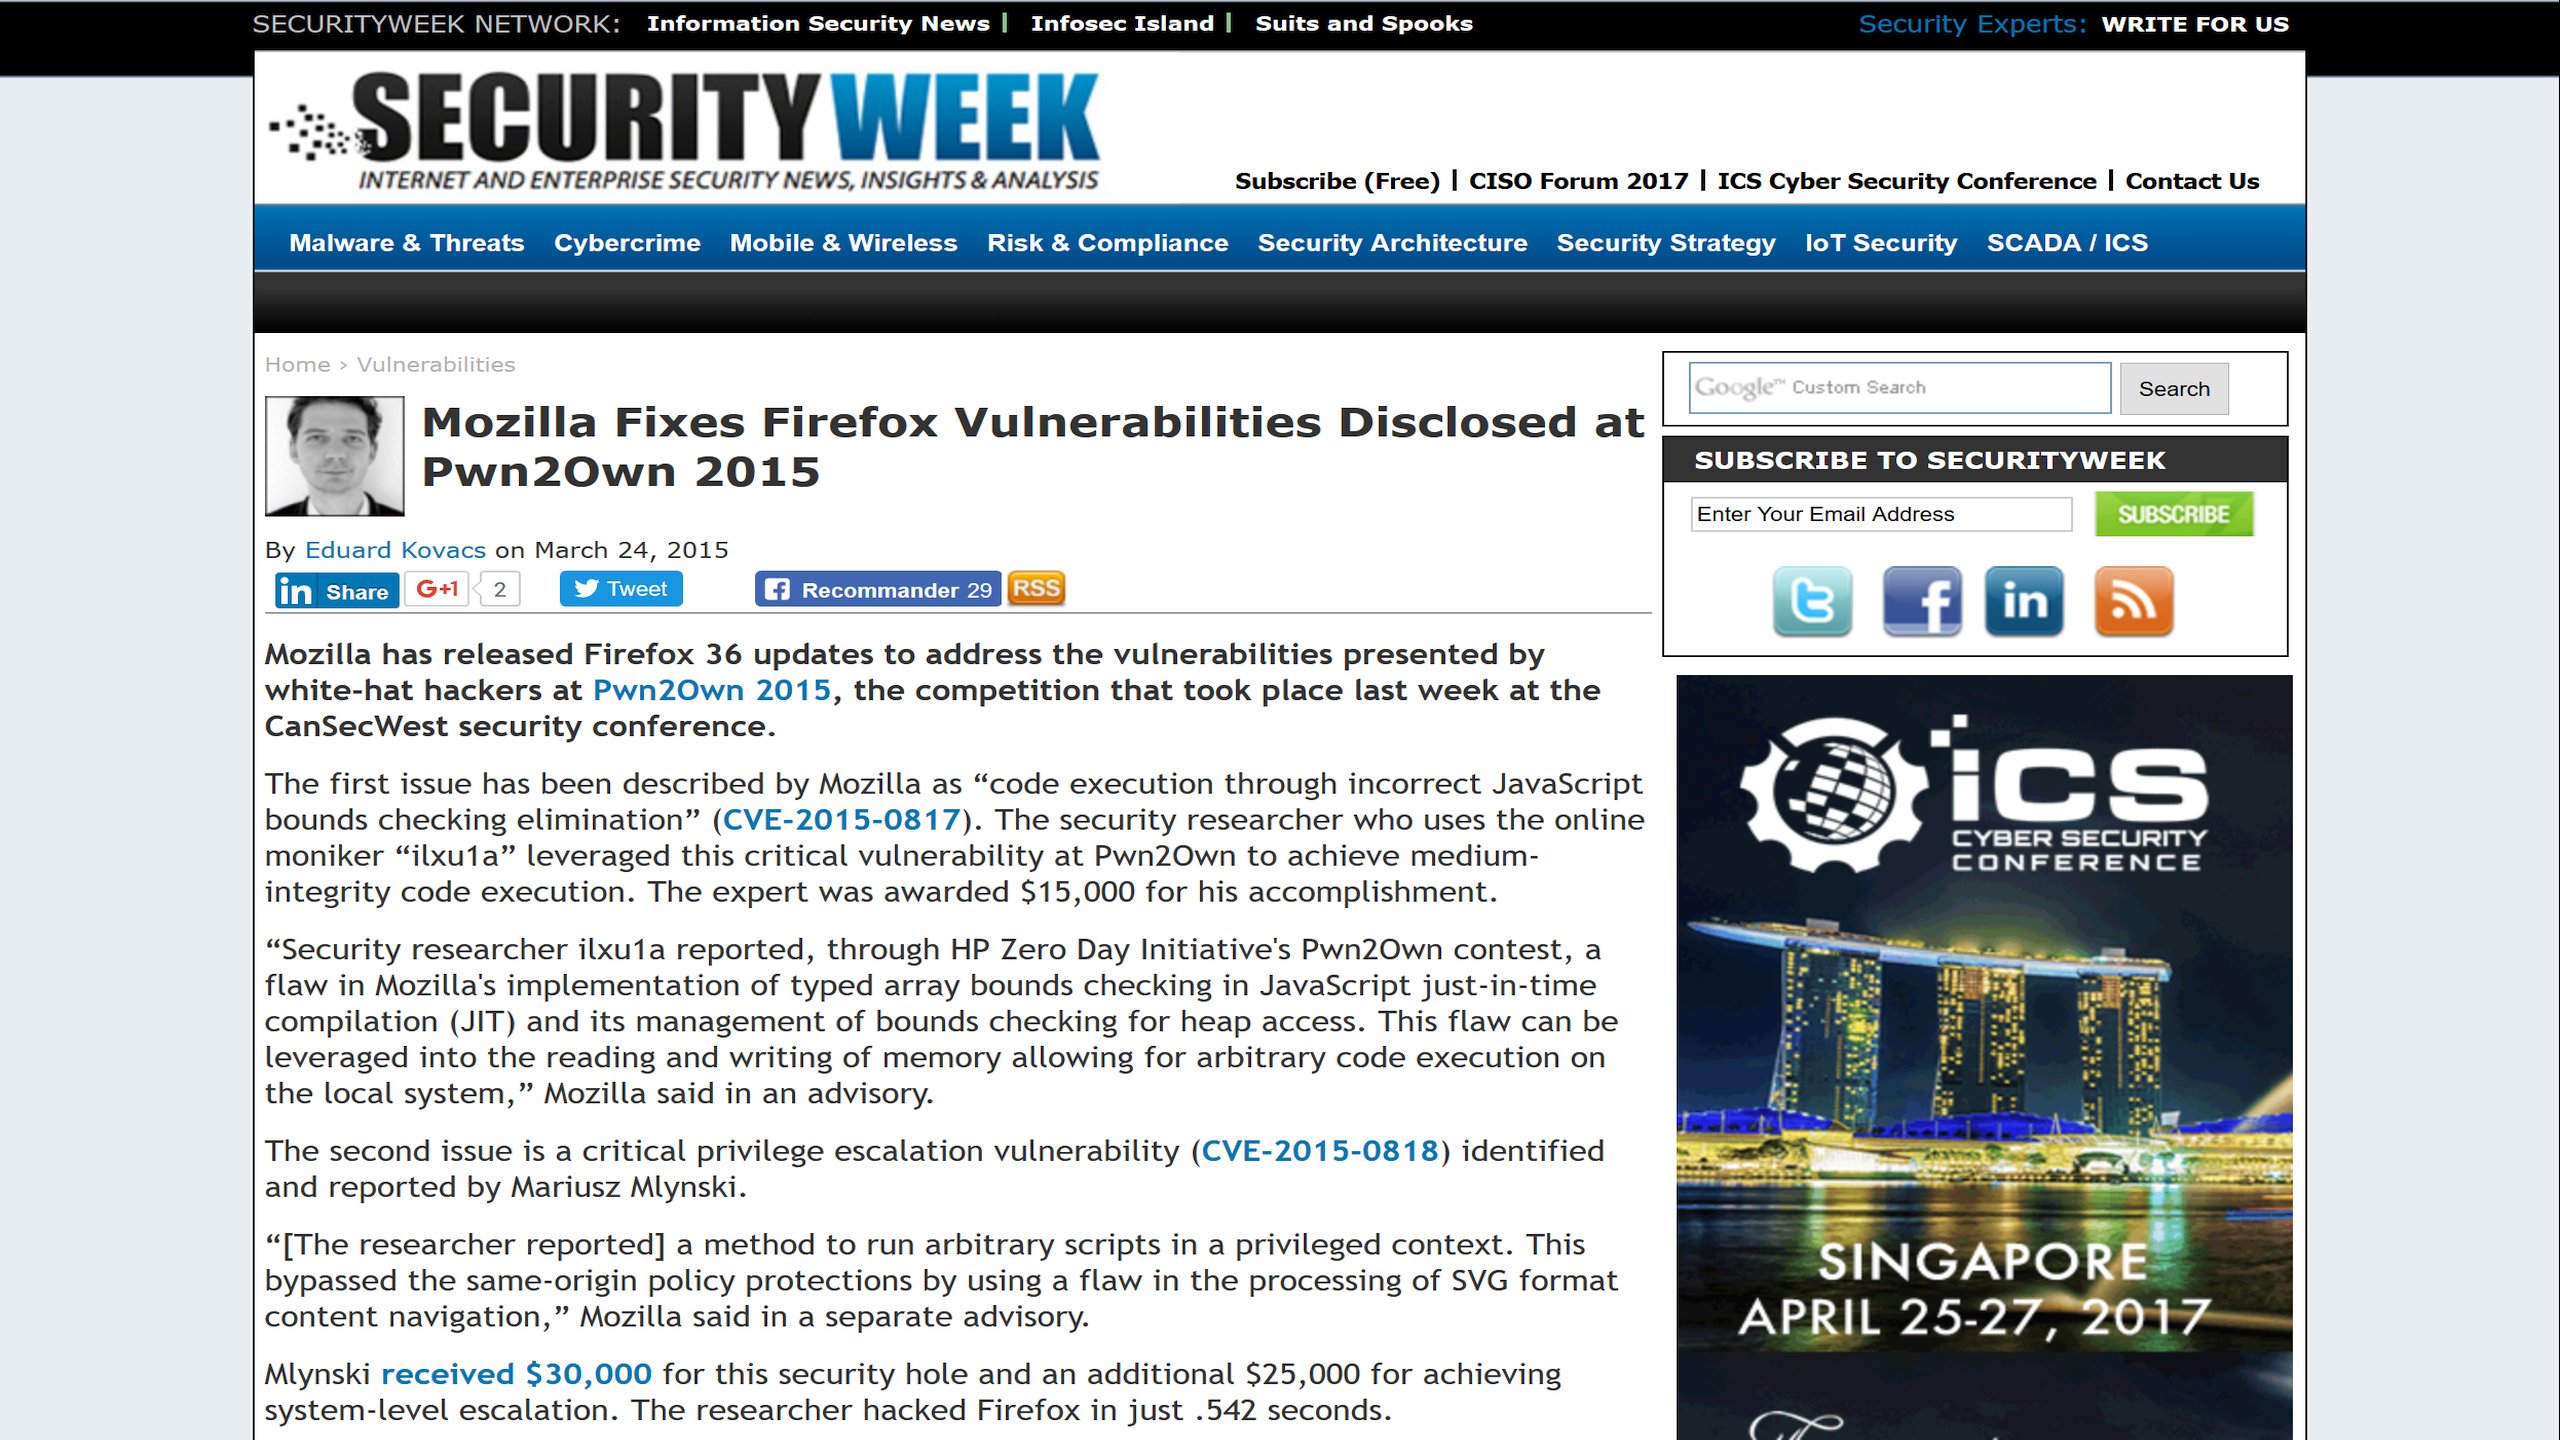 SECURITYWEEK NETWORK: Information Security News Infosec Island Suits and Spooks
Security Experts: WRITE FOR US
SECURITYWEEK
INTERNET AND ENTERPRISE SECURITY NEWS, INSIGHTS & ANALYSIS
Subscribe (Free) | CISO Forum 2017 | ICS Cyber Security Conference | Contact Us
Malware & Threats Cybercrime Mobile & Wireless Risk & Compliance Security Architecture Security Strategy IoT Security SCADA / ICS
Home > Vulnerabilities
Mozilla Fixes Firefox Vulnerabilities Disclosed at
Pwn2Own 2015
By Eduard Kovacs on March 24, 2015
in Share G+1 2 Tweet Recommander 29 RSS
Mozilla has released Firefox 36 updates to address the vulnerabilities presented by
white-hat hackers at Pwn2Own 2015, the competition that took place last week at the
CanSecWest security conference.
The first issue has been described by Mozilla as “code execution through incorrect JavaScript
bounds checking elimination” (CVE-2015-0817). The security researcher who uses the online
moniker “ilxu1a” leveraged this critical vulnerability at Pwn2Own to achieve medium-
integrity code execution. The expert was awarded $15,000 for his accomplishment.
“Security researcher ilxu1a reported, through HP Zero Day Initiative's Pwn2Own contest, a
flaw in Mozilla's implementation of typed array bounds checking in JavaScript just-in-time
compilation (JIT) and its management of bounds checking for heap access. This flaw can be
leveraged into the reading and writing of memory allowing for arbitrary code execution on
the local system,” Mozilla said in an advisory.
The second issue is a critical privilege escalation vulnerability (CVE-2015-0818) identified
and reported by Mariusz Mlynski.
“[The researcher reported] a method to run arbitrary scripts in a privileged context. This
bypassed the same-origin policy protections by using a flaw in the processing of SVG format
content navigation,” Mozilla said in a separate advisory.
Mlynski received $30,000 for this security hole and an additional $25,000 for achieving
system-level escalation. The researcher hacked Firefox in just .542 seconds.
Google™ Custom Search
Search
SUBSCRIBE TO SECURITYWEEK
Enter Your Email Address
SUBSCRIBE
ICS
CYBER SECURITY
CONFERENCE
SINGAPORE
APRIL 25-27, 2017